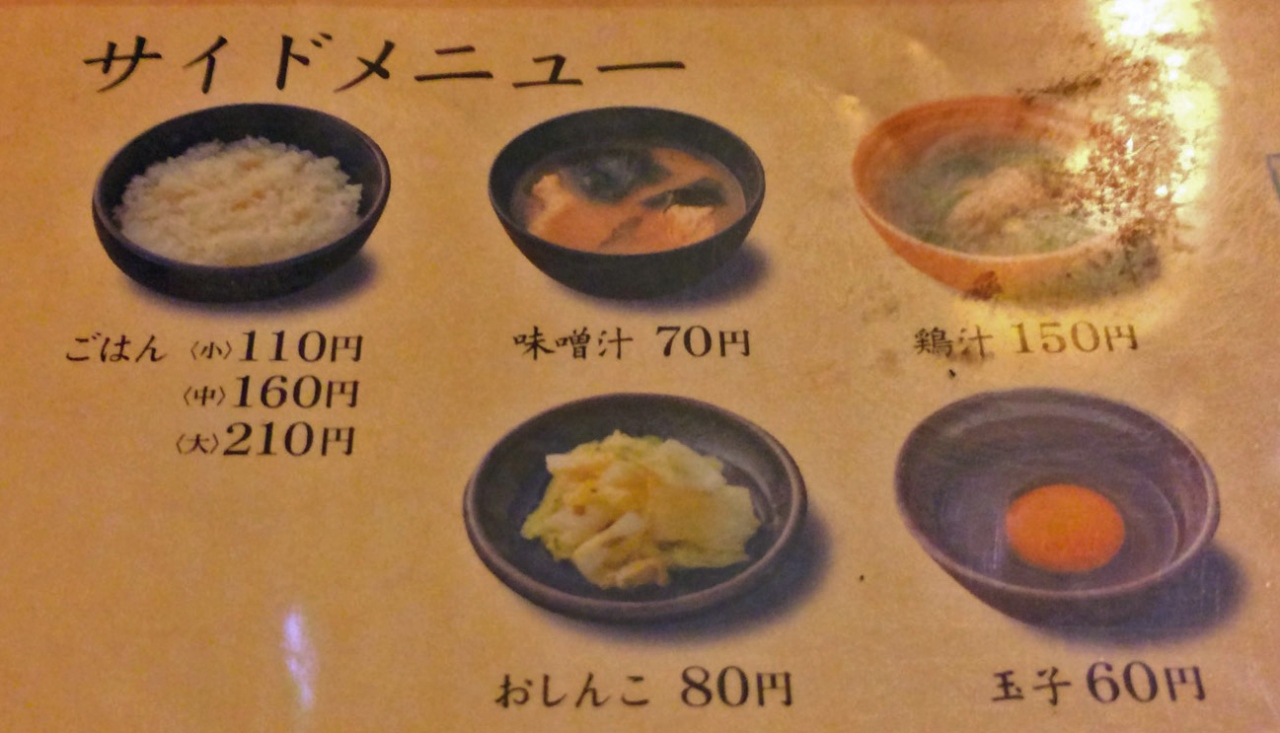 サイドメニュー
ごはん 〈小〉110円
〈中〉160円
〈大〉210円
味噌汁 70円
鶏汁 150円
おしんこ 80円
玉子 60円